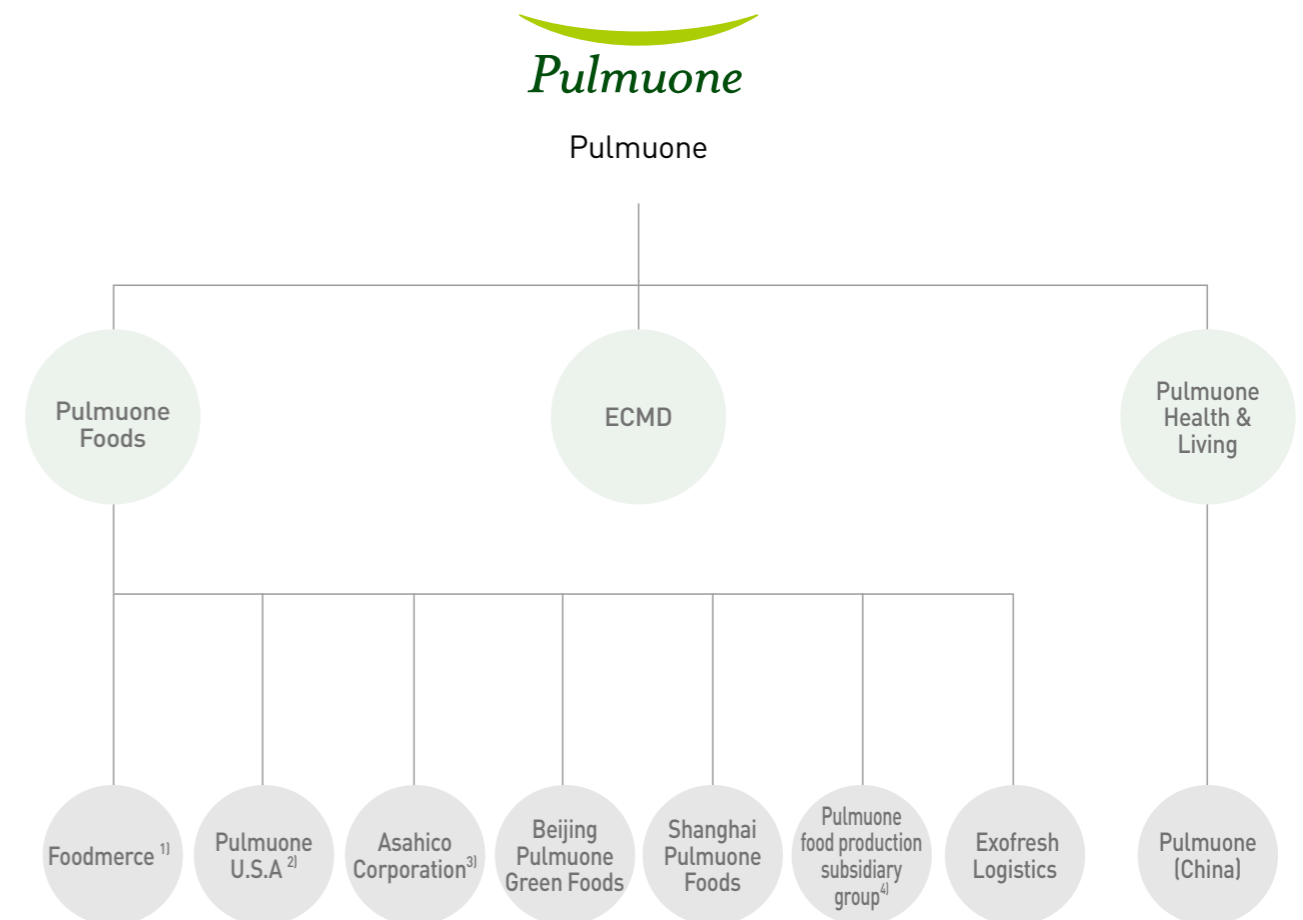 Pulmuone
Pulmuone
Pulmuone
Foods
ECMD
Pulmuone
Health &
Living
Foodmerce 1)
Pulmuone
U.S.A 2)
Asahico
Corporation3)
Beijing
Pulmuone
Green Foods
Shanghai
Pulmuone
Foods
Pulmuone
food production
subsidiary
group4)
Exofresh
Logistics
Pulmuone
(China)